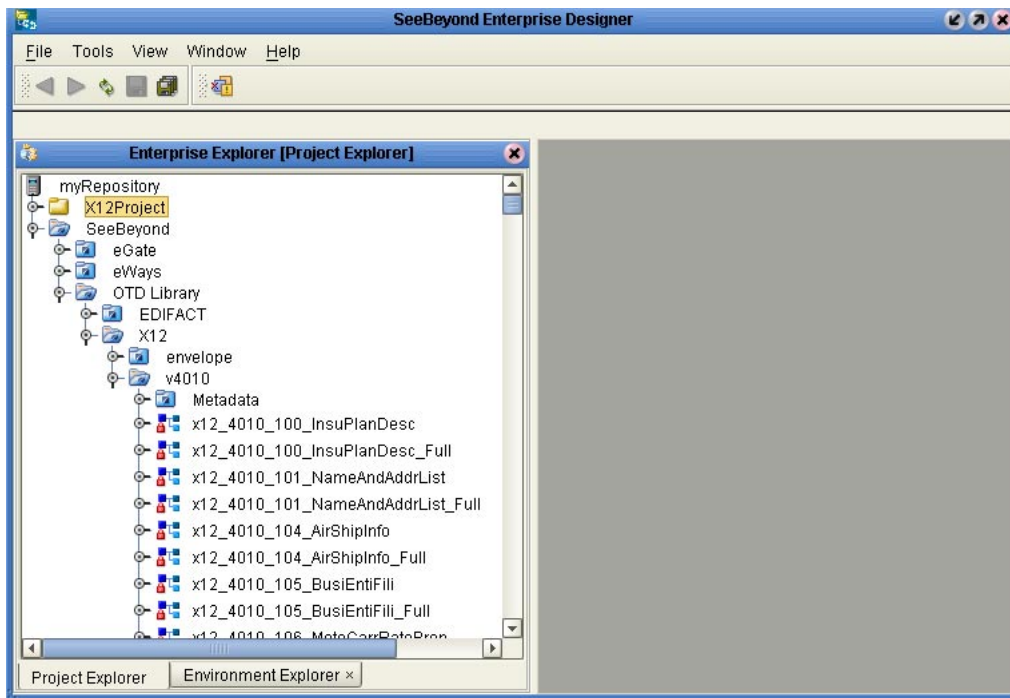 SeeBeyond Enterprise Designer
File Tools View Window Help
Enterprise Explorer [Project Explorer]
myRepository
X12Project
SeeBeyond
eGate
eWays
OTD Library
EDIFACT
X12
envelope
v4010
Metadata
x12_4010_100_InsuPlanDesc
x12_4010_100_InsuPlanDesc_Full
x12_4010_101_NameAndAddrList
x12_4010_101_NameAndAddrList_Full
x12_4010_104_AirShipInfo
x12_4010_104_AirShipInfo_Full
x12_4010_105_BusiEntiFili
x12_4010_105_BusiEntiFili_Full
x12_4010_106_MotoCarrRateProp
Project Explorer Environment Explorer ×